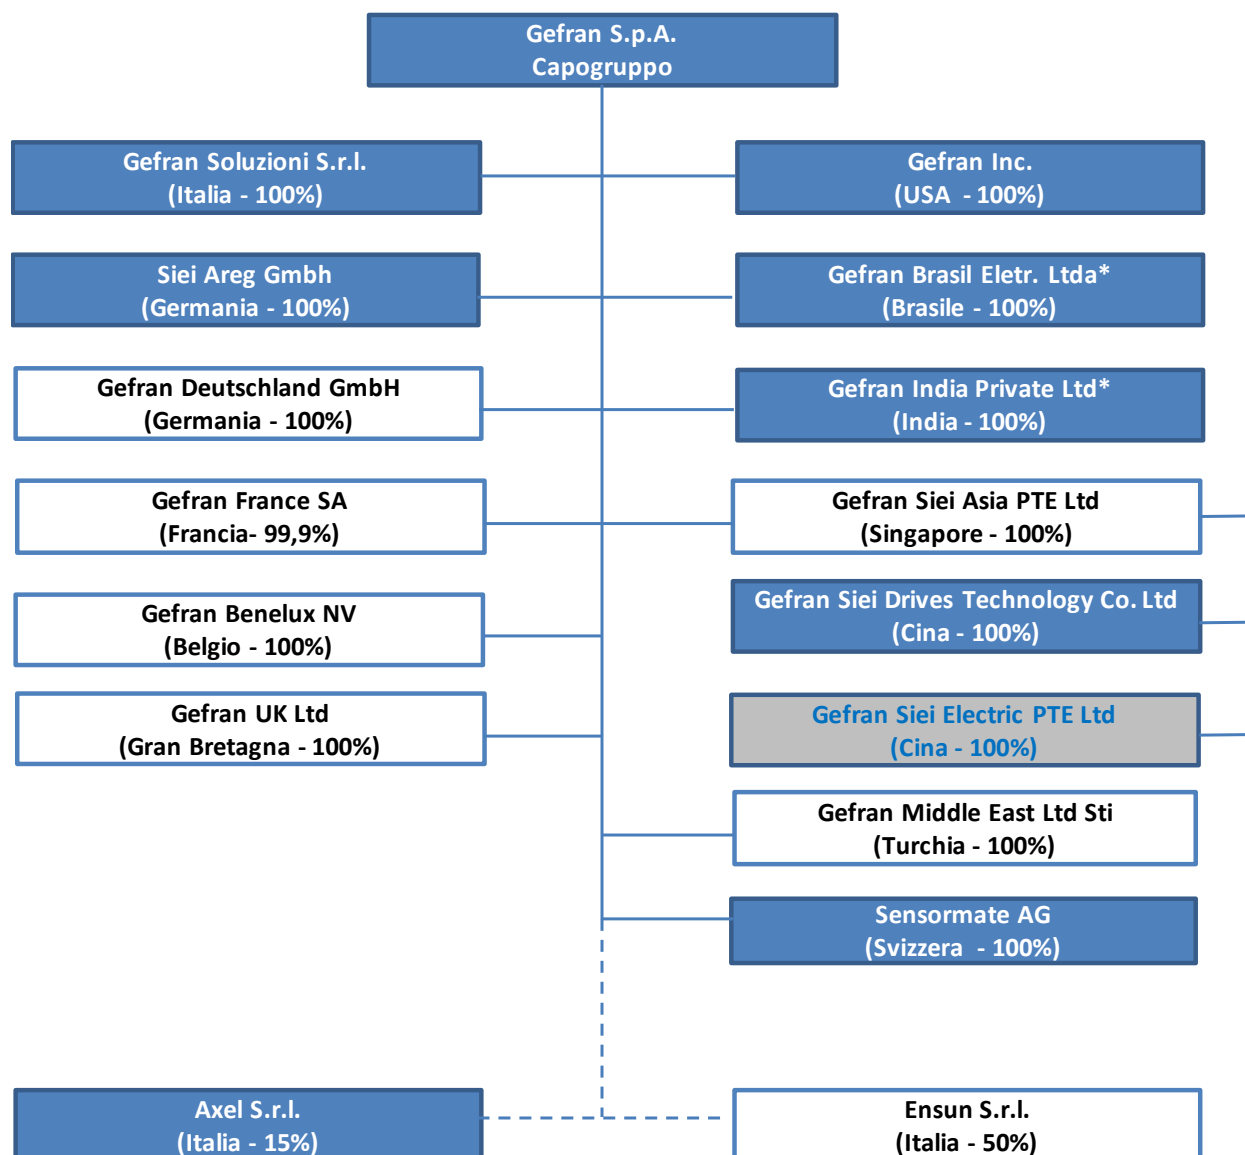 Gefran S.p.A.
Capogruppo
Gefran Soluzioni S.r.l.
(Italia - 100%)
Gefran Inc.
(USA - 100%)
Siei Areg Gmbh
(Germania - 100%)
Gefran Brasil Eletr. Ltda*
(Brasile - 100%)
Gefran Deutschland GmbH
(Germania - 100%)
Gefran India Private Ltd*
(India - 100%)
Gefran France SA
(Francia- 99,9%)
Gefran Siei Asia PTE Ltd
(Singapore - 100%)
Gefran Siei Drives Technology Co. Ltd
(Cina - 100%)
Gefran Benelux NV
(Belgio - 100%)
Gefran UK Ltd
(Gran Bretagna - 100%)
Gefran Siei Electric PTE Ltd
(Cina - 100%)
Gefran Middle East Ltd Sti
(Turchia - 100%)
Sensormate AG
(Svizzera - 100%)
Axel S.r.l.
(Italia - 15%)
Ensun S.r.l.
(Italia - 50%)